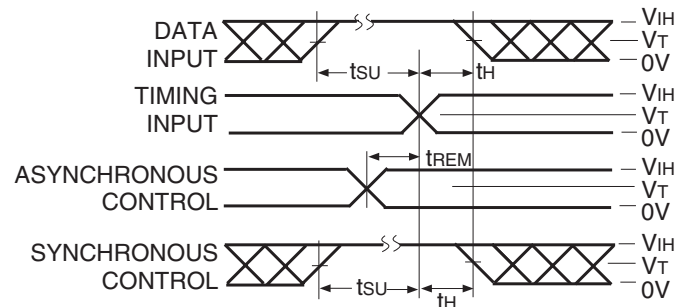 DATA
INPUT
tSU
tH
VIH
VT
0V
TIMING
INPUT
VIH
VT
0V
tREM
ASYNCHRONOUS
CONTROL
VIH
VT
0V
SYNCHRONOUS
CONTROL
tSU
tH
VIH
VT
0V